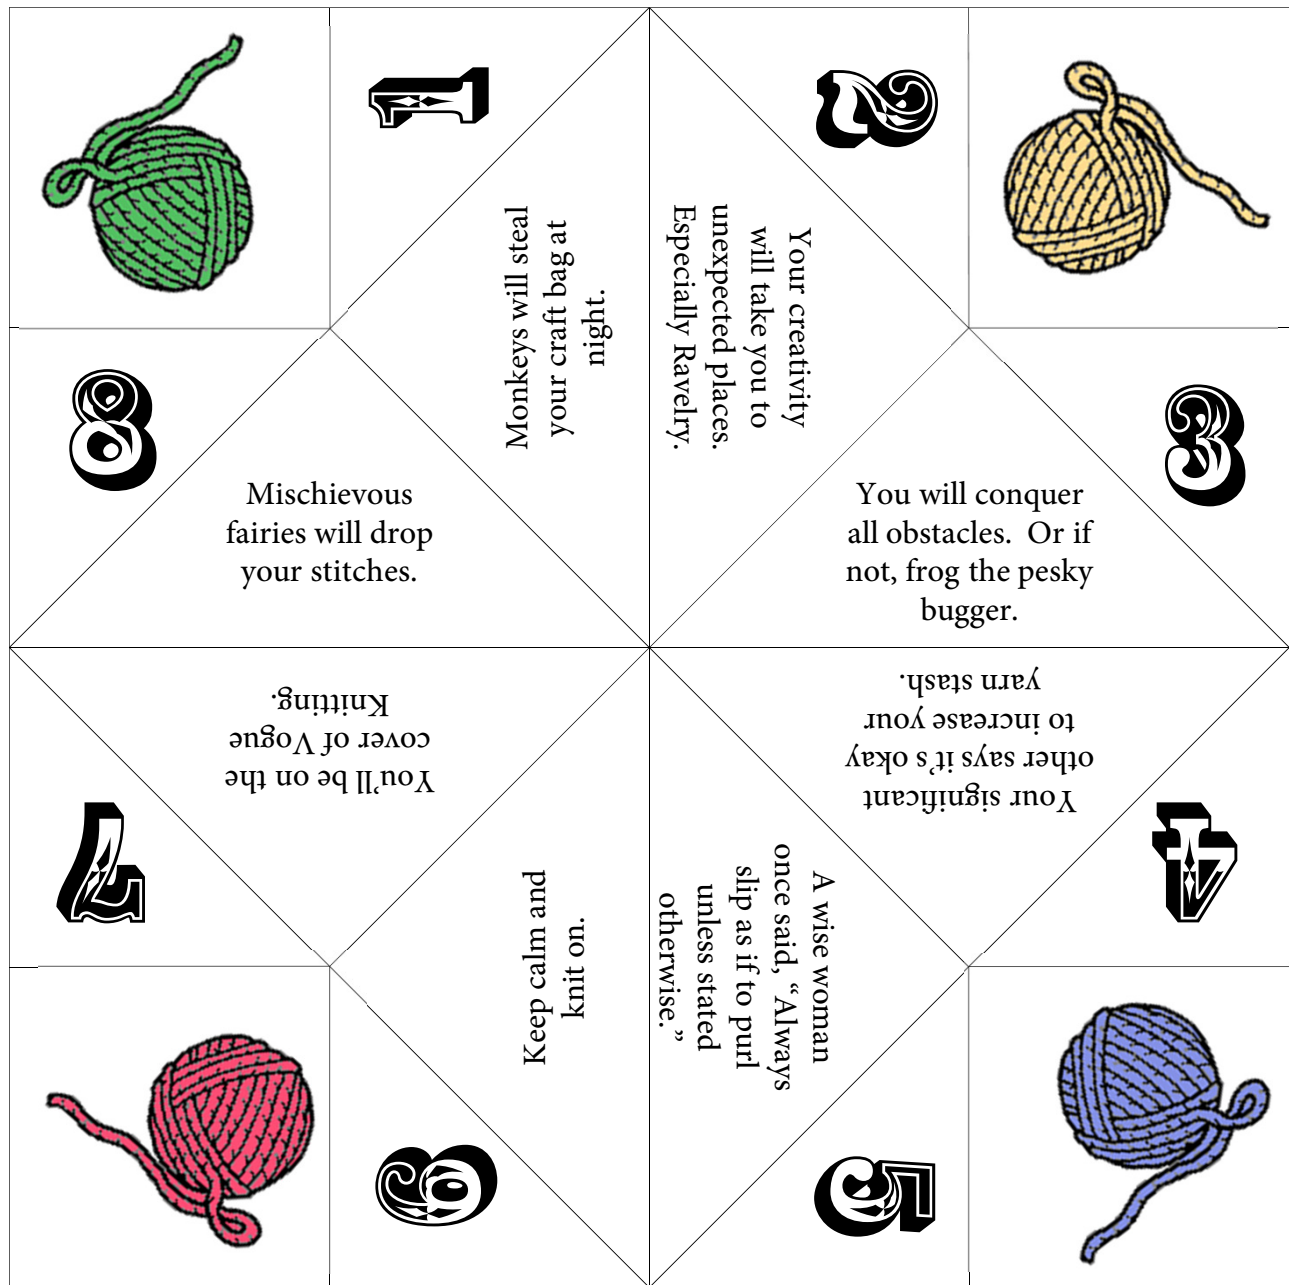 1
Monkeys will steal
your craft bag at
night.
2
Your creativity
will take you to
unexpected places.
Especially Ravelry.
3
You will conquer
all obstacles.  Or if
not, frog the pesky
bugger.
4
Your significant
other says it's okay
to increase your
yarn stash.
5
A wise woman
once said, “Always
slip as if to purl
unless stated
otherwise.”
6
Keep calm and
knit on.
7
You'll be on the
cover of Vogue
Knitting.
8
Mischievous
fairies will drop
your stitches.